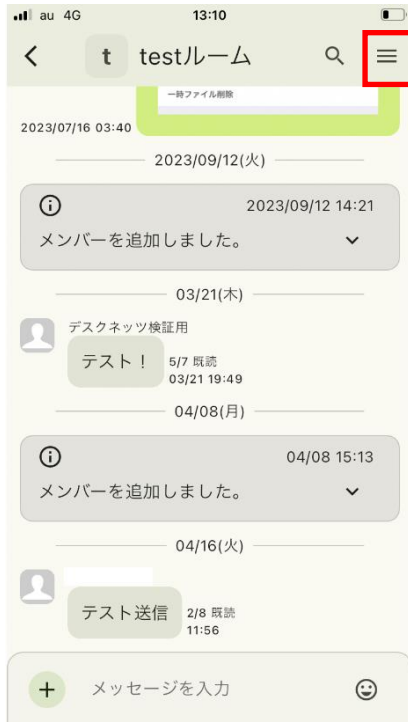 au 4G 13:10
t testルーム
一時ファイル削除
2023/07/16 03:40
2023/09/12(火)
2023/09/12 14:21
メンバーを追加しました。
03/21(木)
デスクネッツ検証用
テスト！ 5/7 既読
03/21 19:49
04/08(月)
04/08 15:13
メンバーを追加しました。
04/16(火)
テスト送信 2/8 既読
11:56
メッセージを入力